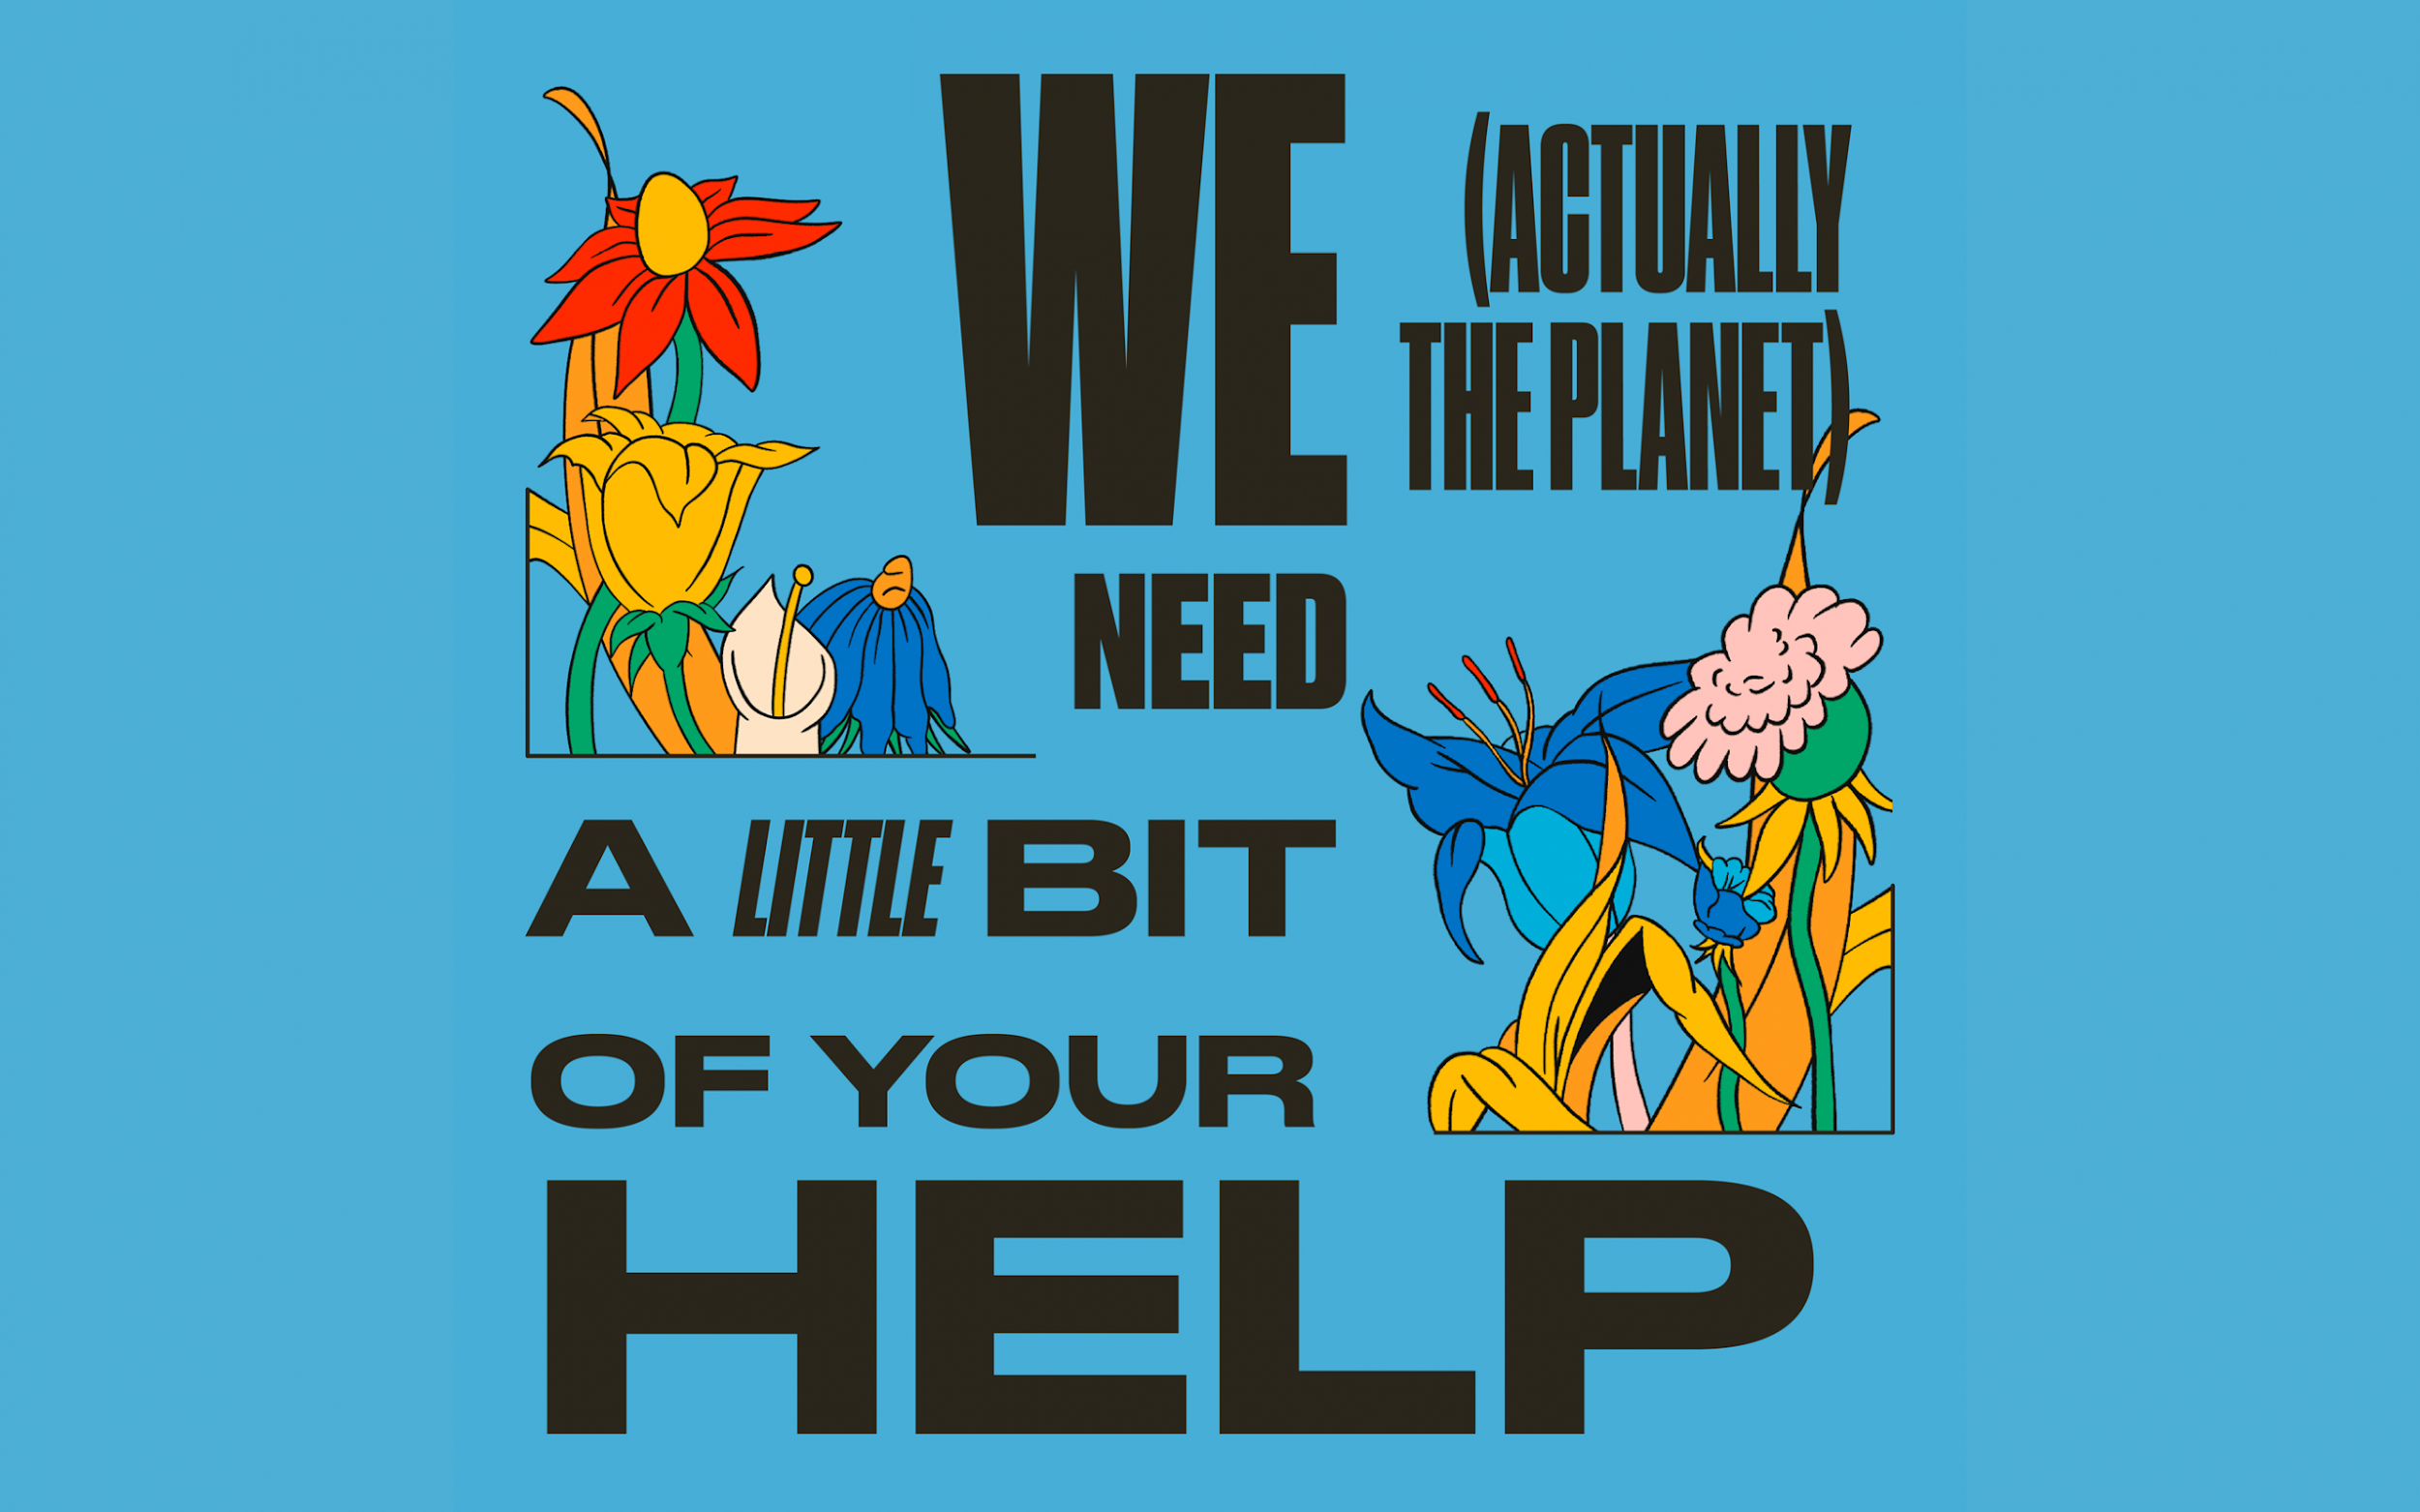 WE
(ACTUALLY
THE PLANET)
NEED
A LITTLE BIT
OF YOUR
HELP